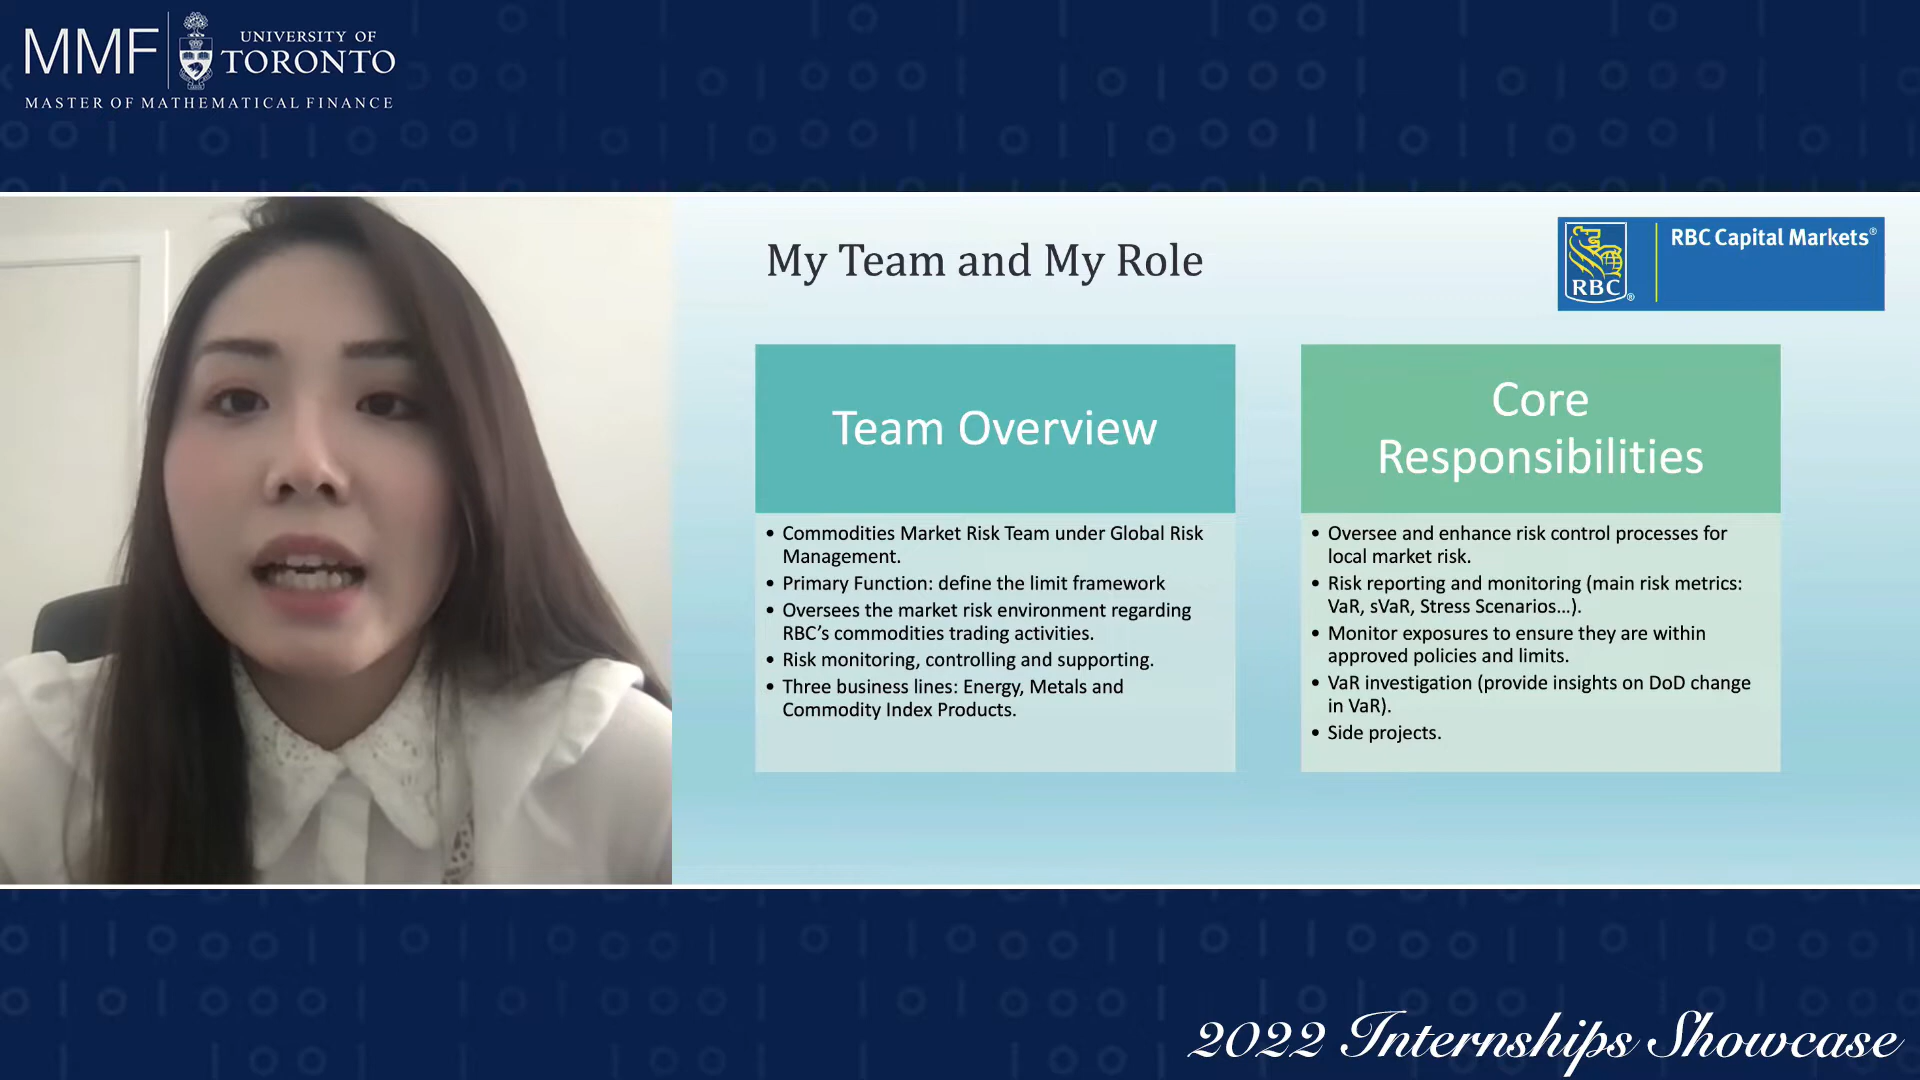 MMF
UNIVERSITY OF
TORONTO
MASTER OF MATHEMATICAL FINANCE
My Team and My Role
RBC
RBC Capital Markets®
Team Overview
• Commodities Market Risk Team under Global Risk
Management.
• Primary Function: define the limit framework
• Oversees the market risk environment regarding
RBC’s commodities trading activities.
• Risk monitoring, controlling and supporting.
• Three business lines: Energy, Metals and
Commodity Index Products.
Core
Responsibilities
• Oversee and enhance risk control processes for
local market risk.
• Risk reporting and monitoring (main risk metrics:
VaR, sVaR, Stress Scenarios…).
• Monitor exposures to ensure they are within
approved policies and limits.
• VaR investigation (provide insights on DoD change
in VaR).
• Side projects.
2022 Internships Showcase